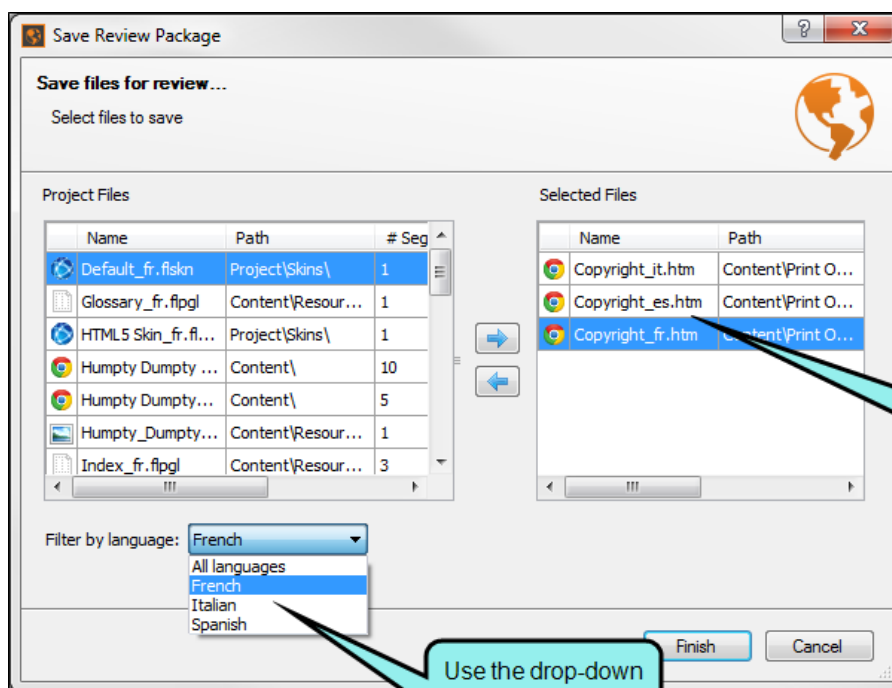 Save Review Package
Save files for review...
Select files to save
Project Files
Name Path # Seg
Default_fr.flskn Project\Skins\ 1
Glossary_fr.flpgl Content\Resour... 1
HTML5 Skin_fr.fl... Project\Skins\ 1
Humpty Dumpty ... Content\ 10
Humpty Dumpty... Content\ 5
Humpty_Dumpty... Content\Resour... 1
Index_fr.flpgl Content\Resour... 3
Selected Files
Name Path
Copyright_it.htm Content\Print O...
Copyright_es.htm Content\Print O...
Copyright_fr.htm Content\Print O...
Filter by language: French
All languages
French
Italian
Spanish
Use the drop-down
Finish Cancel